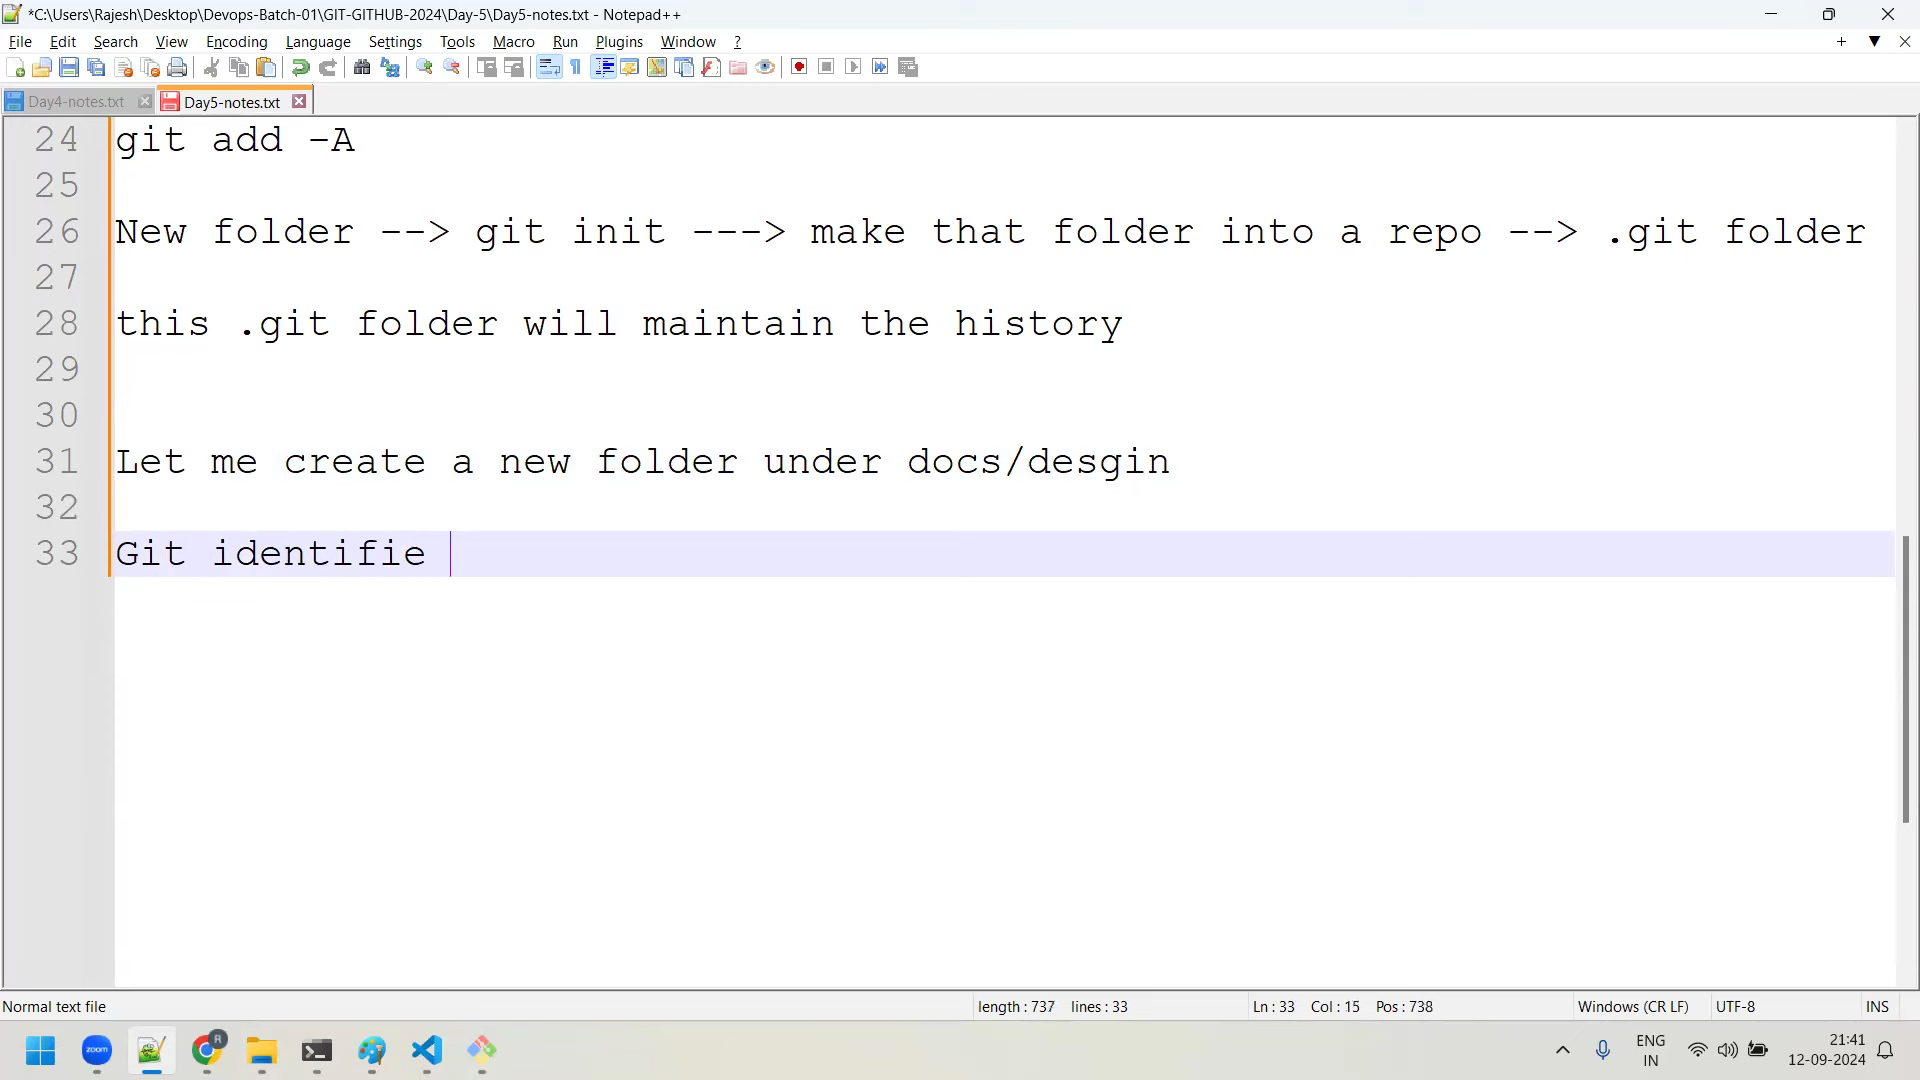 *C:\Users\Rajesh\Desktop\Devops-Batch-01\GIT-GITHUB-2024\Day-5\Day5-notes.txt - Notepad++
File Edit Search View Encoding Language Settings Tools Macro Run Plugins Window ?
Day4-notes.txt Day5-notes.txt
24 git add -A
25
26 New folder --> git init ---> make that folder into a repo --> .git folder
27
28 this .git folder will maintain the history
29
30
31 Let me create a new folder under docs/desgin
32
33 Git identifie
Normal text file length : 737 lines : 33 Ln : 33 Col : 15 Pos : 738 Windows (CR LF) UTF-8 INS
zoom R ENG 21:41
IN 12-09-2024